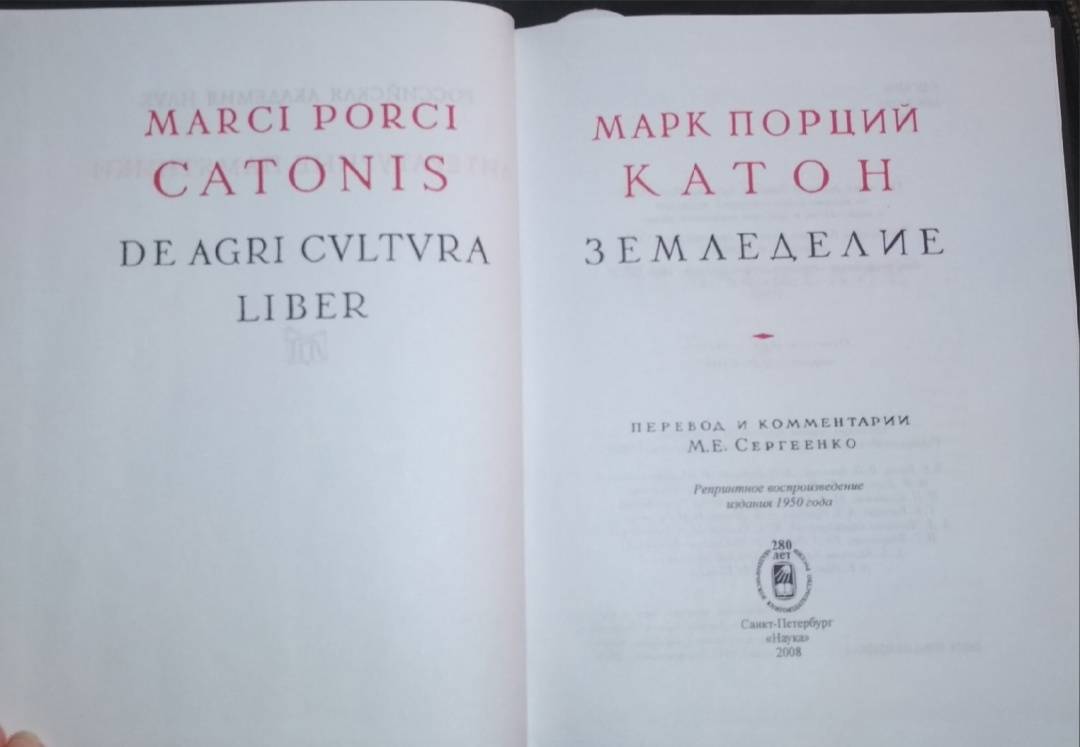 MARCI PORCI
CATONIS
DE AGRI CVLTVRA
LIBER
МАРК ПОРЦИЙ
КАТОН
ЗЕМЛЕДЕЛИЕ
ПЕРЕВОД И КОММЕНТАРИИ
М.Е. СЕРГЕЕНКО
Репринтное воспроизведение
издания 1950 года
280
лет
Санкт-Петербург
«Наука»
2008